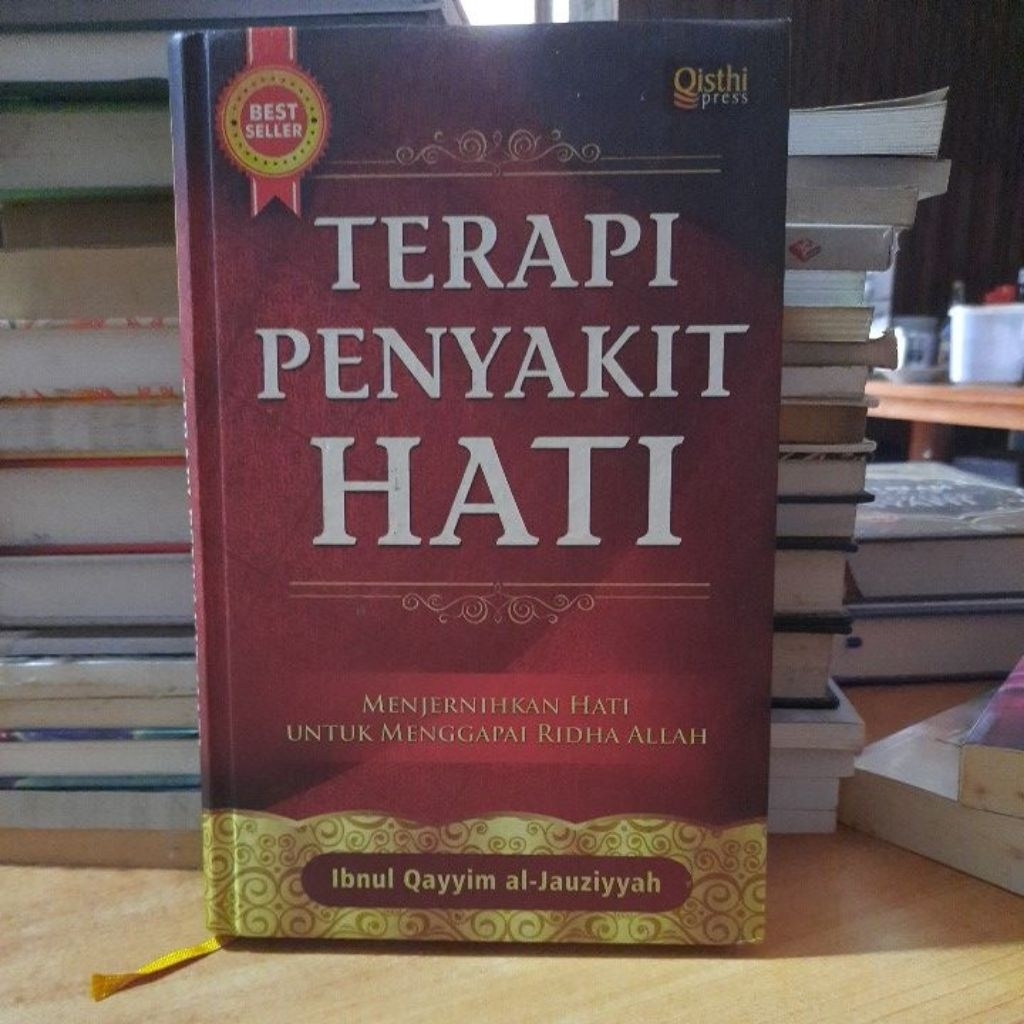 BEST
SELLER
Qisthi
press
TERAPI
PENYAKIT
HATI
MENJERNIHKAN HATI
UNTUK MENGGAPAI RIDHA ALLAH
Ibnul Qayyim al-Jauziyyah